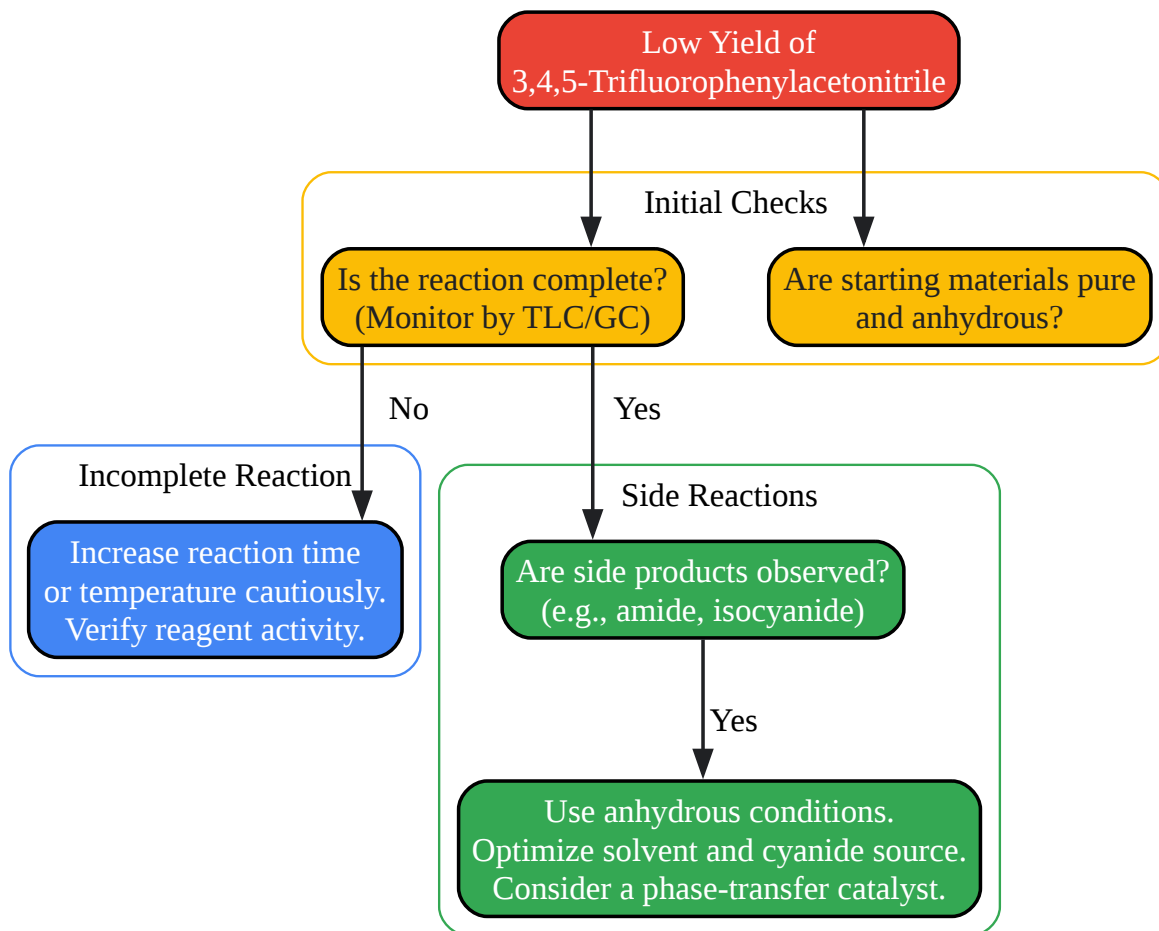 Low Yield of
3,4,5-Trifluorophenylacetonitrile
Initial Checks
Is the reaction complete?
(Monitor by TLC/GC)
Are starting materials pure
and anhydrous?
No
Yes
Incomplete Reaction
Increase reaction time
or temperature cautiously.
Verify reagent activity.
Side Reactions
Are side products observed?
(e.g., amide, isocyanide)
Yes
Use anhydrous conditions.
Optimize solvent and cyanide source.
Consider a phase-transfer catalyst.